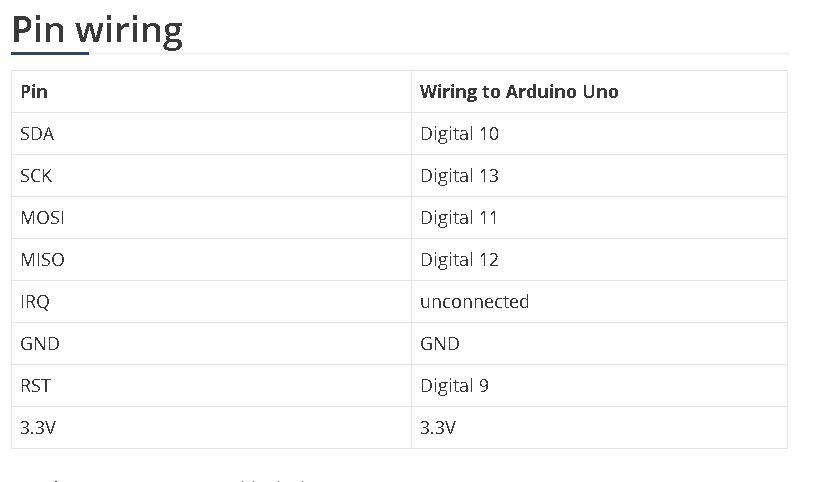 Pin wiring
Pin Wiring to Arduino Uno
SDA Digital 10
SCK Digital 13
MOSI Digital 11
MISO Digital 12
IRQ unconnected
GND GND
RST Digital 9
3.3V 3.3V